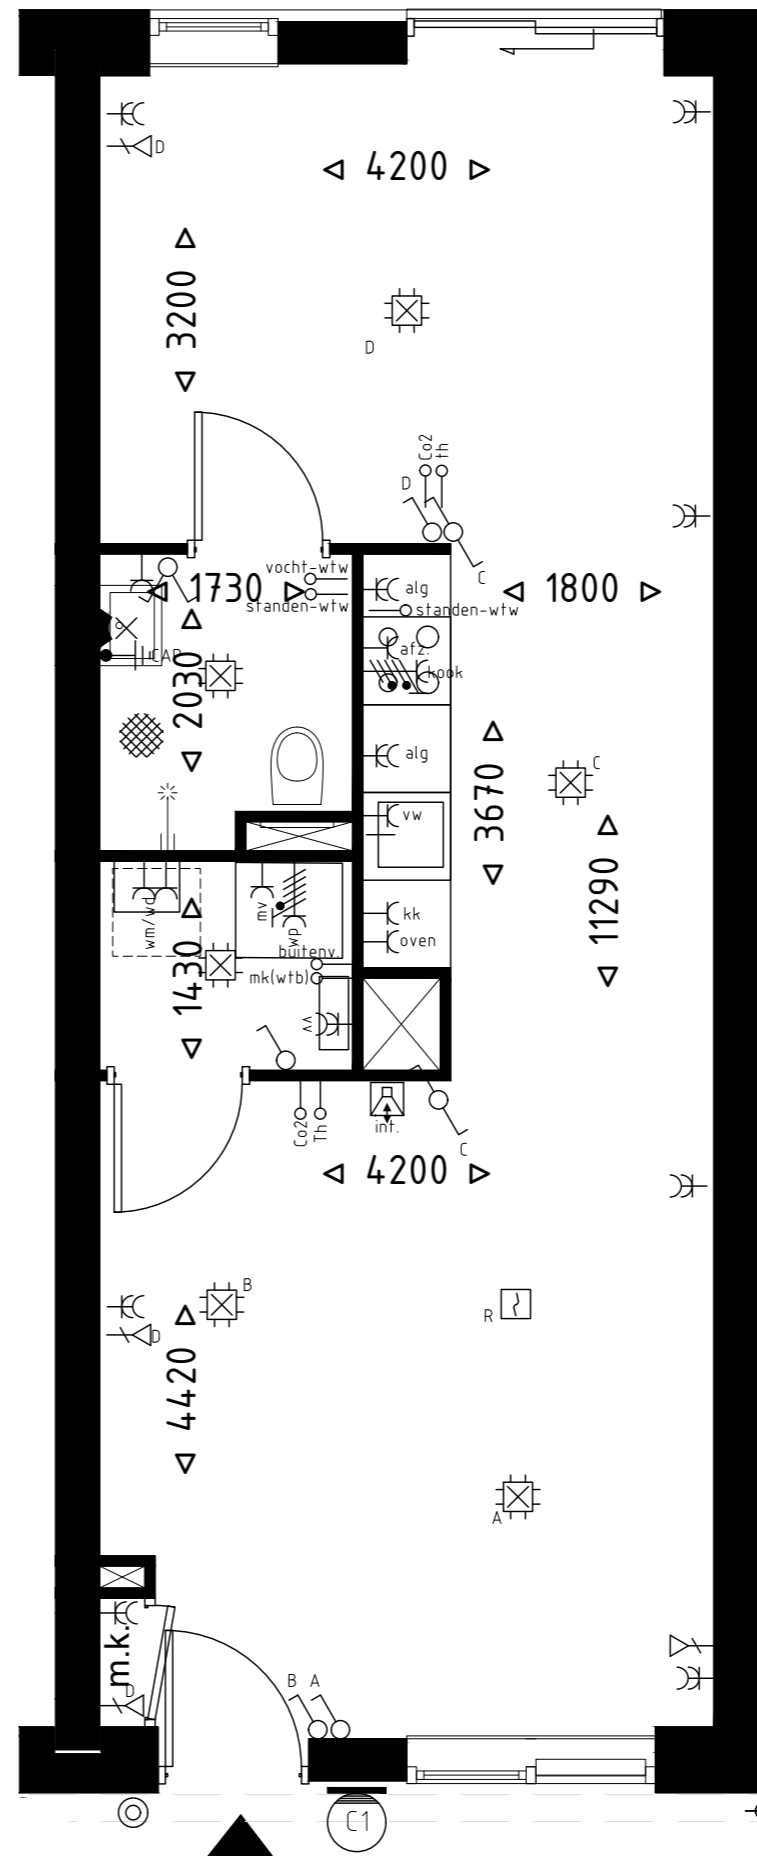 D
4200
3200
D
Co2
th
D
C
vocht-wtw
1730
standen-wtw
alg
1800
standen-wtw
CAP
afz.
kook
2030
alg
3670
C
vw
11290
wm/wd
mv
wp
kk
oven
1430
buitenv.
mk(wtb)
vv
Co2
Th
int.
C
4200
B
R
D
4420
A
m.k.
D
B A
C1